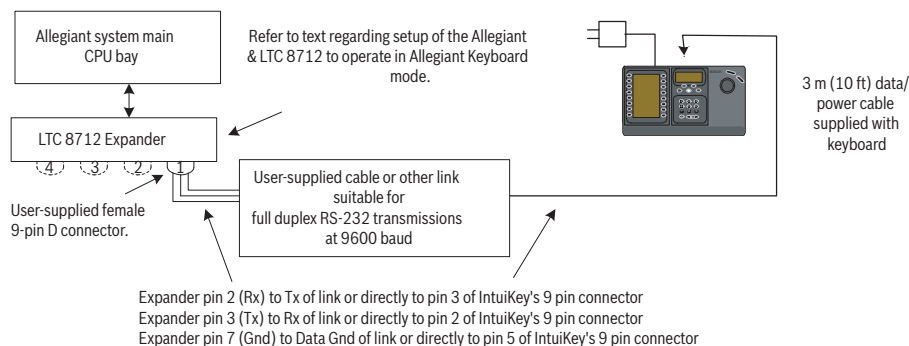 Allegiant system main
CPU bay
Refer to text regarding setup of the Allegiant
& LTC 8712 to operate in Allegiant Keyboard
mode.
3 m (10 ft) data/
power cable
supplied with
keyboard
LTC 8712 Expander
4 3 2 1
User-supplied female
9-pin D connector.
User-supplied cable or other link
suitable for
full duplex RS-232 transmissions
at 9600 baud
Expander pin 2 (Rx) to Tx of link or directly to pin 3 of IntuiKey's 9 pin connector
Expander pin 3 (Tx) to Rx of link or directly to pin 2 of IntuiKey's 9 pin connector
Expander pin 7 (Gnd) to Data Gnd of link or directly to pin 5 of IntuiKey's 9 pin connector